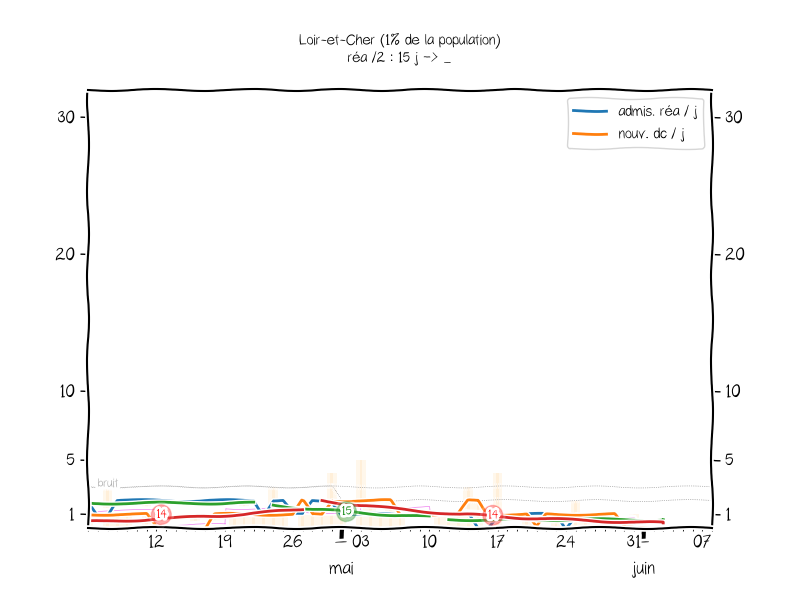 Loir-et-Cher (1% de la population)
réa /2 : 15 j -> _
admis. réa / j
nouv. dc / j
30 30
20 20
10 10
5 5
bruit
1 1
14 15 14
12 19 26 03 10 17 24 31 07
mai juin